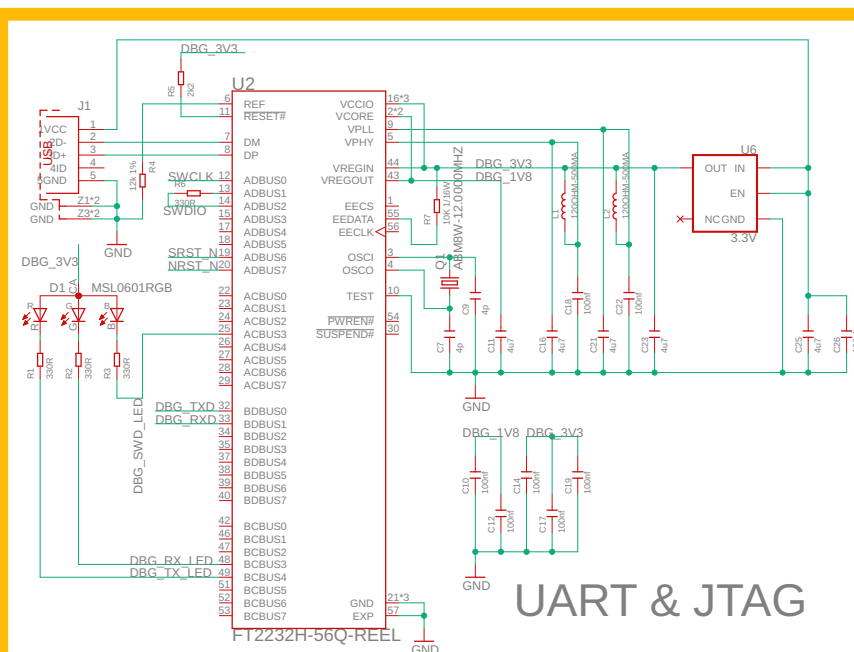 DBG_3V3
R5
2k2
U2
J1
USB
1VCC 1
2D- 2
3D+ 3
4ID 4
5GND 5
GND Z1*2
GND Z3*2
GND
R4
12k 1%
SWCLK
R6
330R
SWDIO
SRST_N
NRST_N
6 REF
11 RESET#
7 DM
8 DP
12 ADBUS0
13 ADBUS1
14 ADBUS2
15 ADBUS3
16 ADBUS4
17 ADBUS5
18
19 ADBUS6
20 ADBUS7
22 ACBUS0
23 ACBUS1
24 ACBUS2
25 ACBUS3
26 ACBUS4
27 ACBUS5
28 ACBUS6
29 ACBUS7
32 BDBUS0
33 BDBUS1
34 BDBUS2
35 BDBUS3
37 BDBUS4
38 BDBUS5
39 BDBUS6
40 BDBUS7
42 BCBUS0
46 BCBUS1
47 BCBUS2
48 BCBUS3
49 BCBUS4
51 BCBUS5
52 BCBUS6
53 BCBUS7
VCCIO 16*3
VCORE 2*2
VPLL 9
VPHY 5
VREGIN 44
VREGOUT 43
EECS 1
EEDATA 55
EECLK 56
OSCI 3
OSCO 4
TEST 10
PWREN# 54
SUSPEND# 30
GND 21*3
EXP 57
GND
FT2232H-56Q-REEL
DBG_3V3
CA
D1
MSL0601RGB
R
G
B
R
G
B
R1
330R
R2
330R
R3
330R
DBG_SWD_LED
DBG_TXD
DBG_RXD
DBG_RX_LED
DBG_TX_LED
DBG_3V3
DBG_1V8
R7
10K 1/16W
Q1
ABM8W-12.0000MHZ
L1
120OHM-500MA
L2
120OHM-500MA
U6
OUT IN
EN
NC GND
3.3V
C7
4p
C9
4p
C11
4u7
C16
4u7
C18
100nf
C21
4u7
C22
100nf
C23
4u7
C25
4u7
C26
GND
DBG_1V8
DBG_3V3
C10
100nf
C12
100nf
C14
100nf
C17
100nf
C19
100nf
GND
UART & JTAG